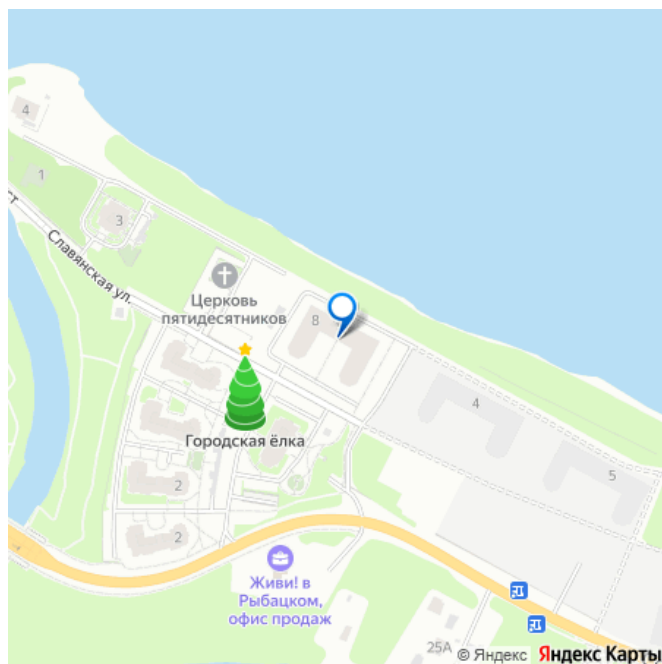 4
1
ст
3
Славянская ул.
Церковь
пятидесятников
8
4
Городская ёлка
2
5
2
Живи! в
Рыбацком,
офис продаж
25А
© Яндекс Яндекс Карты